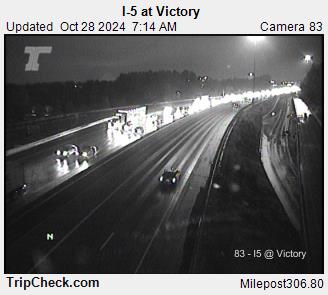 I-5 at Victory
Updated Oct 28 2024 7:14 AM Camera 83
T
N
83 - I5 @ Victory
TripCheck.com Milepost306.80